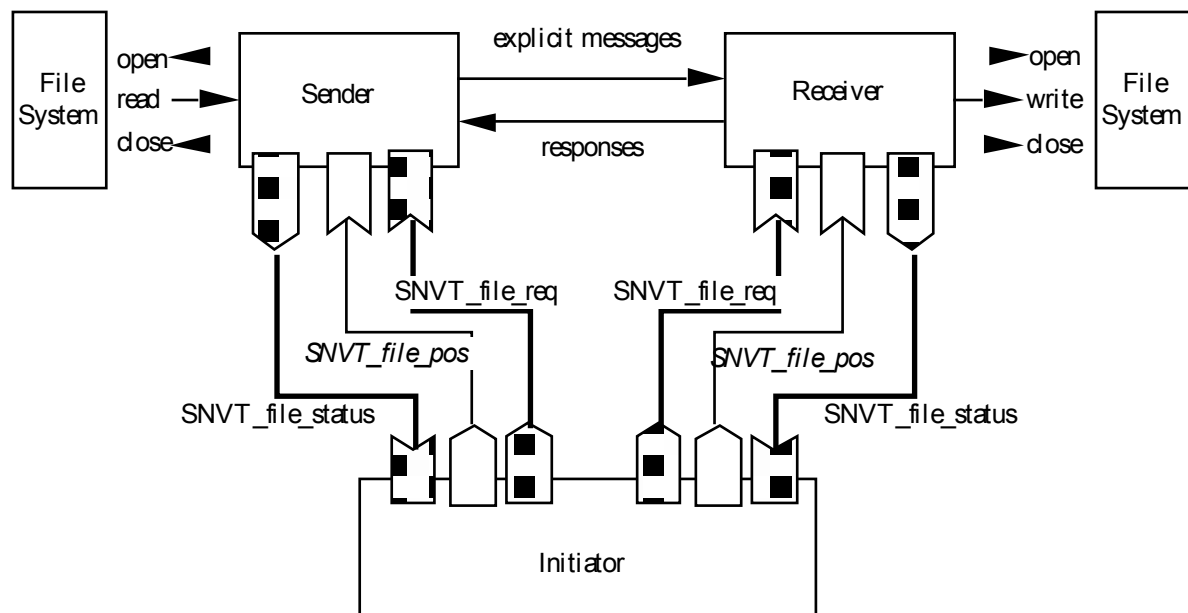 File
System
open
read
close
Sender
explicit messages
responses
Receiver
open
write
close
File
System
SNVT_file_req
SNVT_file_req
SNVT_file_pos
SNVT_file_pos
SNVT_file_status
SNVT_file_status
Initiator